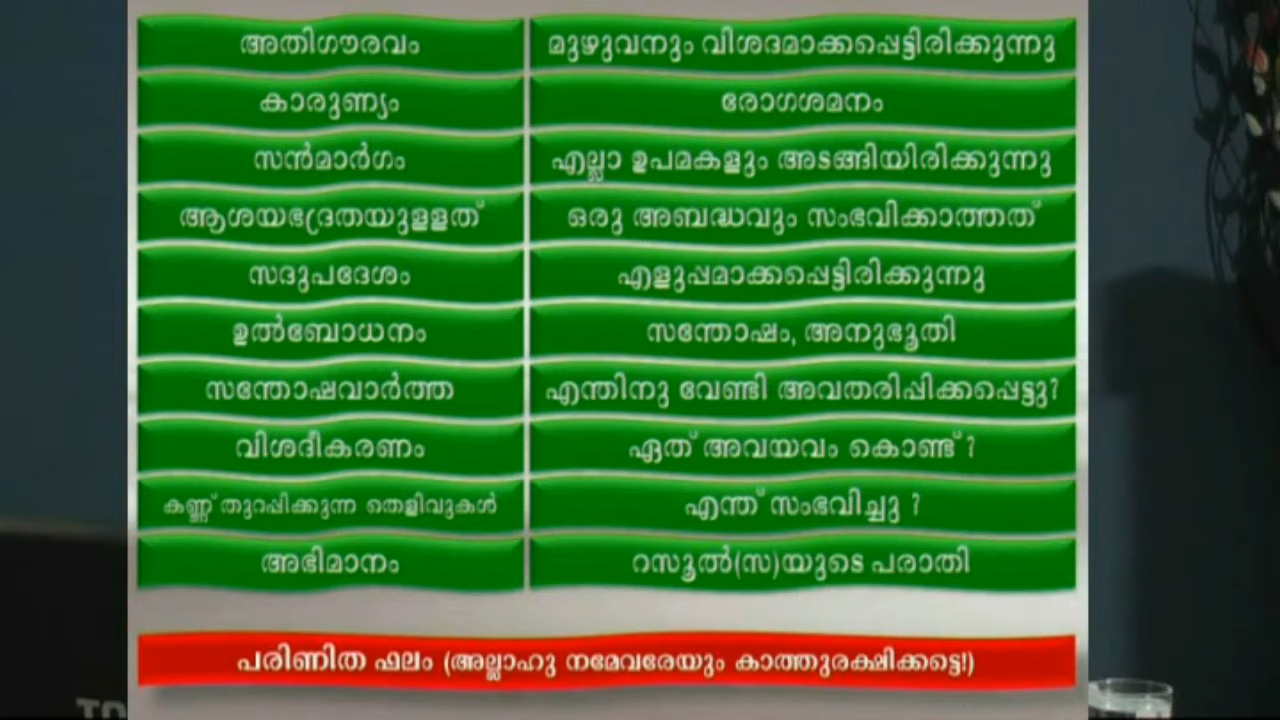 അതിഗൗരവം
മുഴുവനും വിശദമാക്കപ്പെട്ടിരിക്കുന്നു
കാരുണ്യം
രോഗശമനം
സൻമാർഗം
എല്ലാ ഉപമകളും അടങ്ങിയിരിക്കുന്നു
ആശയഭദ്രതയുളളത്
ഒരു അബദ്ധവും സംഭവിക്കാത്തത്
സദുപദേശം
എളുപ്പമാക്കപ്പെട്ടിരിക്കുന്നു
ഉൽബോധനം
സന്തോഷം, അനുഭൂതി
സന്തോഷവാർത്ത
എന്തിനു വേണ്ടി അവതരിപ്പിക്കപ്പെട്ടു?
വിശദീകരണം
ഏത് അവയവം കൊണ്ട് ?
കണ്ണ് തുറപ്പിക്കുന്ന തെളിവുകൾ
എന്ത് സംഭവിച്ചു ?
അഭിമാനം
റസൂൽ(സ)യുടെ പരാതി
പരിണിത ഫലം (അല്ലാഹു നമേവരേയും കാത്തുരക്ഷിക്കട്ടെ!)